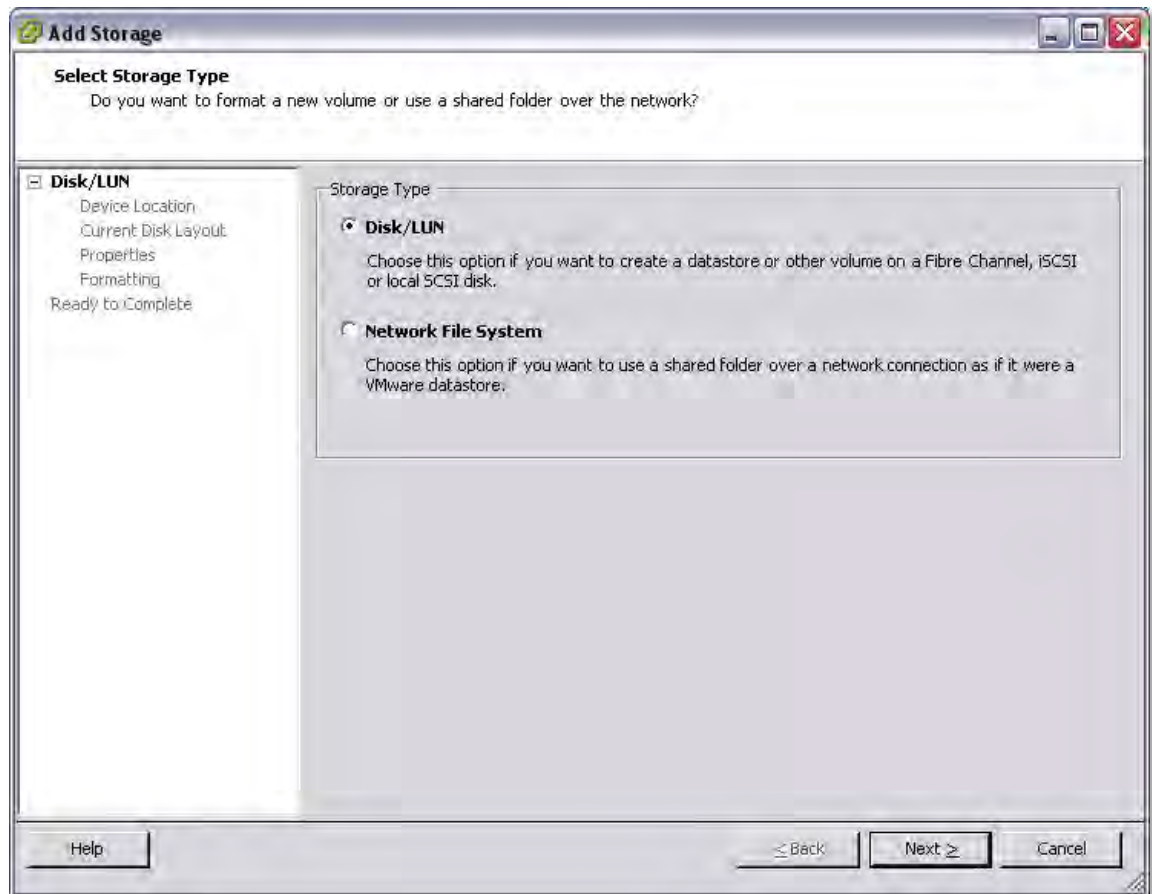 Add Storage
Select Storage Type
Do you want to format a new volume or use a shared folder over the network?
Disk/LUN
Device Location
Current Disk Layout
Properties
Formatting
Ready to Complete
Storage Type
Disk/LUN
Choose this option if you want to create a datastore or other volume on a Fibre Channel, iSCSI
or local SCSI disk.
Network File System
Choose this option if you want to use a shared folder over a network connection as if it were a
VMware datastore.
Help
< Back
Next >
Cancel